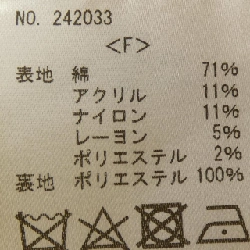 NO. 242033
<F>
表地 綿 71%
アクリル 11%
ナイロン 11%
レーヨン 5%
ポリエステル 2%
裏地 ポリエステル 100%